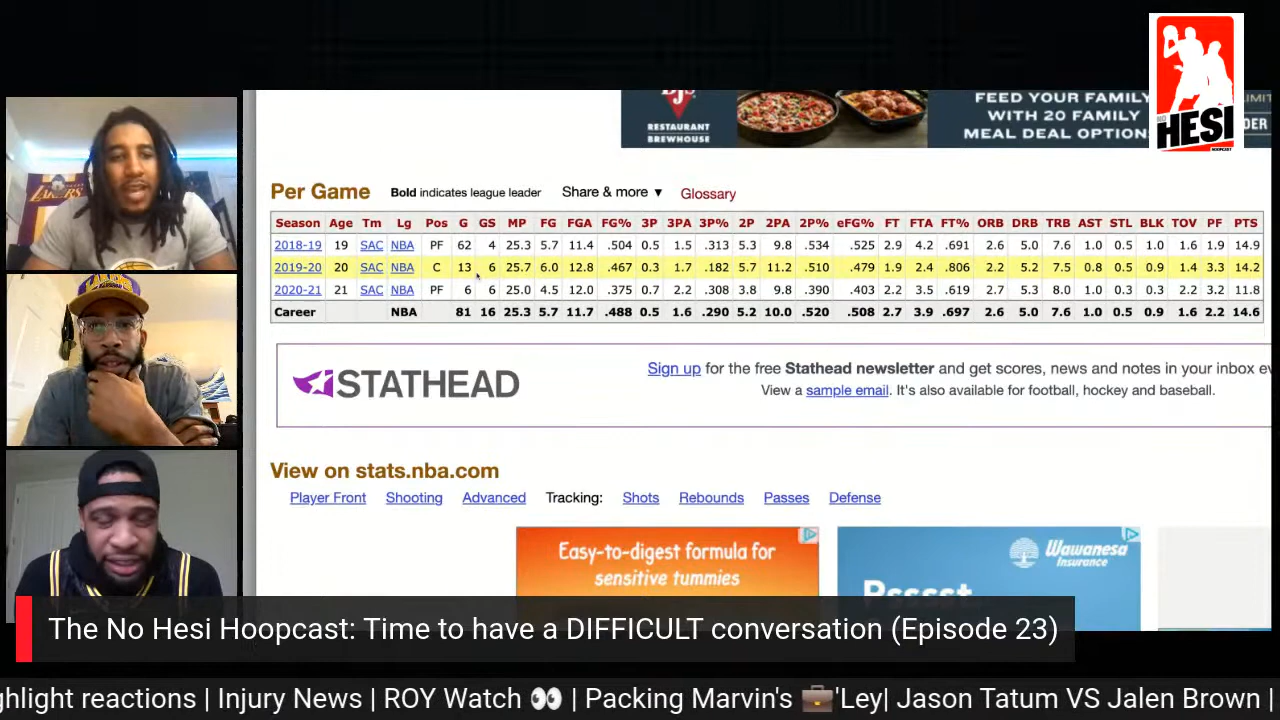 DJs
RESTAURANT
BREWHOUSE
FEED YOUR FAMILY
WITH 20 FAMILY
MEAL DEAL OPTION
NO
HESI
HOOPCAST
Per Game Bold indicates league leader Share & more ▼ Glossary
Season Age Tm Lg Pos G GS MP FG FGA FG% 3P 3PA 3P% 2P 2PA 2P% eFG% FT FTA FT% ORB DRB TRB AST STL BLK TOV PF PTS
2018-19 19 SAC NBA PF 62 4 25.3 5.7 11.4 .504 0.5 1.5 .313 5.3 9.8 .534 .525 2.9 4.2 .691 2.6 5.0 7.6 1.0 0.5 1.0 1.6 1.9 14.9
2019-20 20 SAC NBA C 13 6 25.7 6.0 12.8 .467 0.3 1.7 .182 5.7 11.2 .510 .479 1.9 2.4 .806 2.2 5.2 7.5 0.8 0.5 0.9 1.4 3.3 14.2
2020-21 21 SAC NBA PF 6 6 25.0 4.5 12.0 .375 0.7 2.2 .308 3.8 9.8 .390 .403 2.2 3.5 .619 2.7 5.3 8.0 1.0 0.3 0.3 2.2 3.2 11.8
Career NBA 81 16 25.3 5.7 11.7 .488 0.5 1.6 .290 5.2 10.0 .520 .508 2.7 3.9 .697 2.6 5.0 7.6 1.0 0.5 0.9 1.6 2.2 14.6
STATHEAD
Sign up for the free Stathead newsletter and get scores, news and notes in your inbox ev
View a sample email. It's also available for football, hockey and baseball.
View on stats.nba.com
Player Front Shooting Advanced Tracking: Shots Rebounds Passes Defense
Easy-to-digest formula for
sensitive tummies
Wawanesa
Insurance
Psssst
LAKERS
The No Hesi Hoopcast: Time to have a DIFFICULT conversation (Episode 23)
ghlight reactions | Injury News | ROY Watch 👀 | Packing Marvin's 💼'Ley| Jason Tatum VS Jalen Brown |